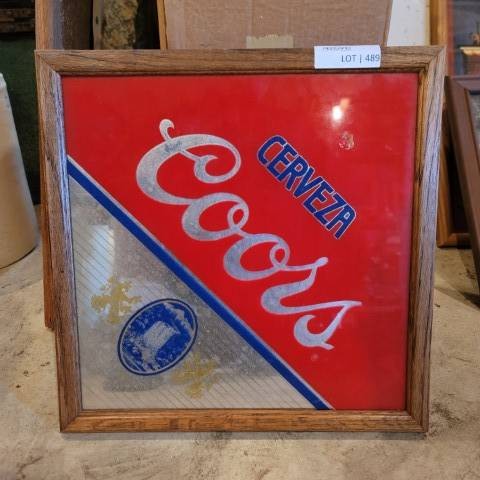 LOT | 489
CERVEZA
Coors